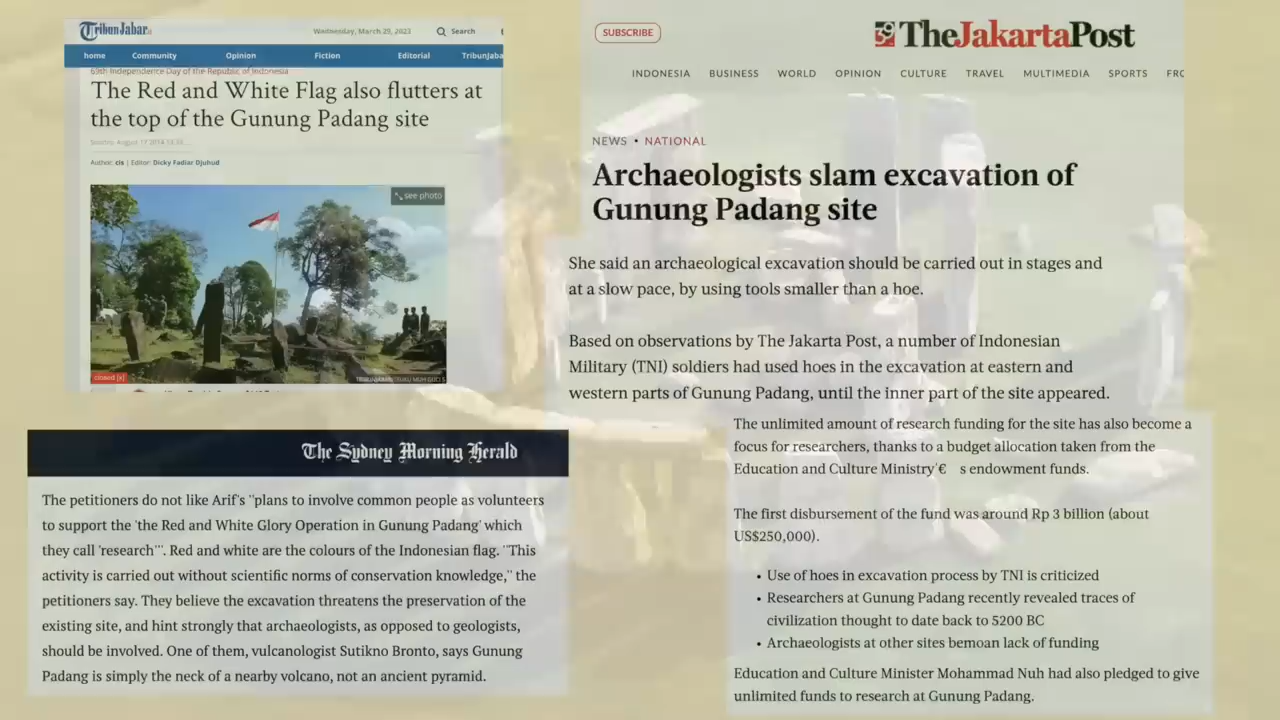 TribunJabar
Wednesday, March 29, 2023
Search
home
Community
Opinion
Fiction
Editorial
TribunJaba
69th Independence Day of the Republic of Indonesia
The Red and White Flag also flutters at
the top of the Gunung Padang site
Author: cis | Editor: Dicky Fadiar Djuhud
see photo
closed [x]
SUBSCRIBE
TheJakartaPost
INDONESIA
BUSINESS
WORLD
OPINION
CULTURE
TRAVEL
MULTIMEDIA
SPORTS
NEWS • NATIONAL
Archaeologists slam excavation of
Gunung Padang site
She said an archaeological excavation should be carried out in stages and
at a slow pace, by using tools smaller than a hoe.
Based on observations by The Jakarta Post, a number of Indonesian
Military (TNI) soldiers had used hoes in the excavation at eastern and
western parts of Gunung Padang, until the inner part of the site appeared.
The Sydney Morning Herald
The petitioners do not like Arif's "plans to involve common people as volunteers
to support the 'the Red and White Glory Operation in Gunung Padang' which
they call 'research'". Red and white are the colours of the Indonesian flag. "This
activity is carried out without scientific norms of conservation knowledge," the
petitioners say. They believe the excavation threatens the preservation of the
existing site, and hint strongly that archaeologists, as opposed to geologists,
should be involved. One of them, vulcanologist Sutikno Bronto, says Gunung
Padang is simply the neck of a nearby volcano, not an ancient pyramid.
The unlimited amount of research funding for the site has also become a
focus for researchers, thanks to a budget allocation taken from the
Education and Culture Ministry'€ s endowment funds.
The first disbursement of the fund was around Rp 3 billion (about
US$250,000).
• Use of hoes in excavation process by TNI is criticized
• Researchers at Gunung Padang recently revealed traces of
civilization thought to date back to 5200 BC
• Archaeologists at other sites bemoan lack of funding
Education and Culture Minister Mohammad Nuh had also pledged to give
unlimited funds to research at Gunung Padang.